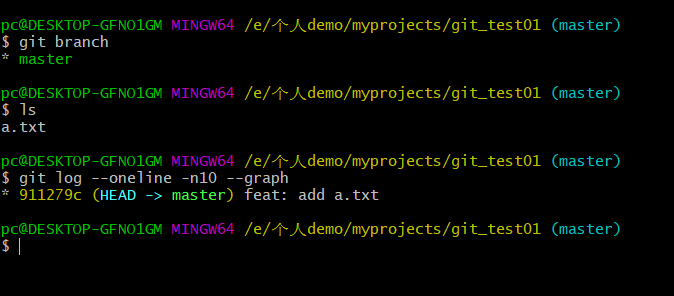 pc@DESKTOP-GFNO1GM MINGW64 /e/个人demo/myprojects/git_test01 (master)
$ git branch
* master
pc@DESKTOP-GFNO1GM MINGW64 /e/个人demo/myprojects/git_test01 (master)
$ ls
a.txt
pc@DESKTOP-GFNO1GM MINGW64 /e/个人demo/myprojects/git_test01 (master)
$ git log --oneline -n10 --graph
* 911279c (HEAD -> master) feat: add a.txt
pc@DESKTOP-GFNO1GM MINGW64 /e/个人demo/myprojects/git_test01 (master)
$